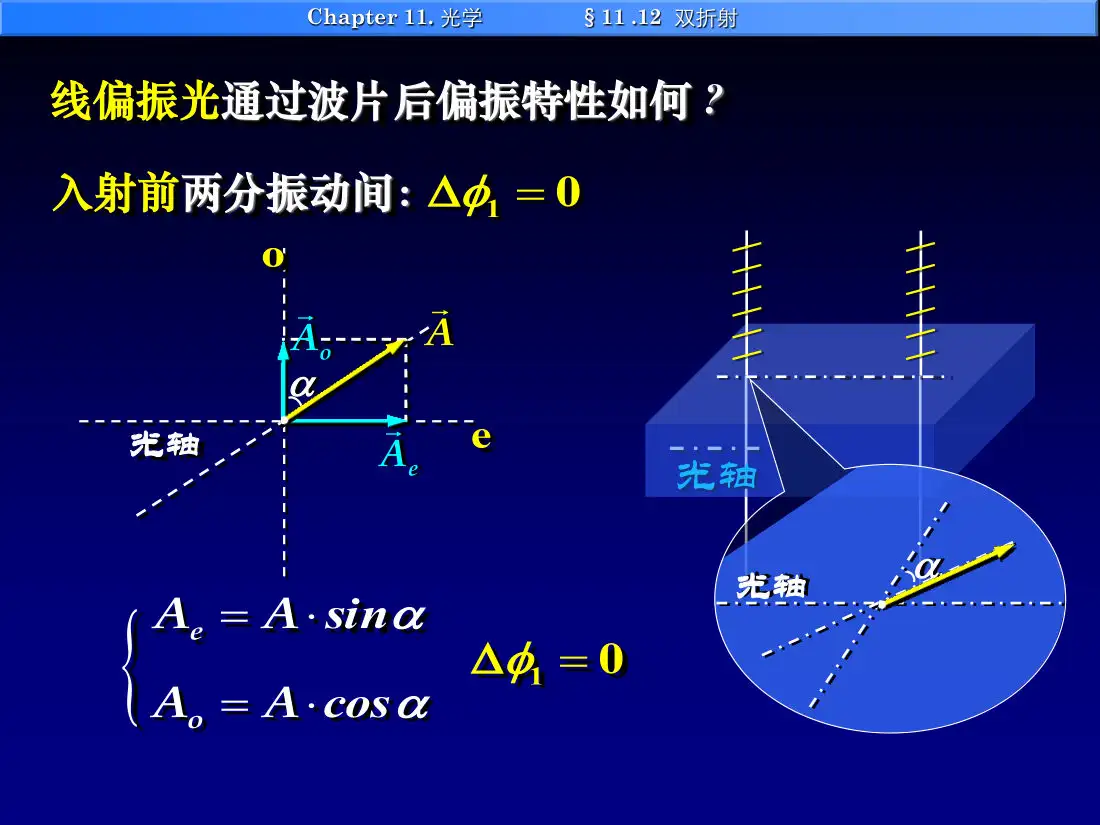 Chapter 11. 光学 §11 .12 双折射
线偏振光通过波片后偏振特性如何？
入射前两分振动间: Δϕ₁ = 0
o
A⃗ₒ
A⃗
α
光轴
A⃗ₑ
e
光轴
光轴
α
Aₑ = A · sinα
Δϕ₁ = 0
Aₒ = A · cosα